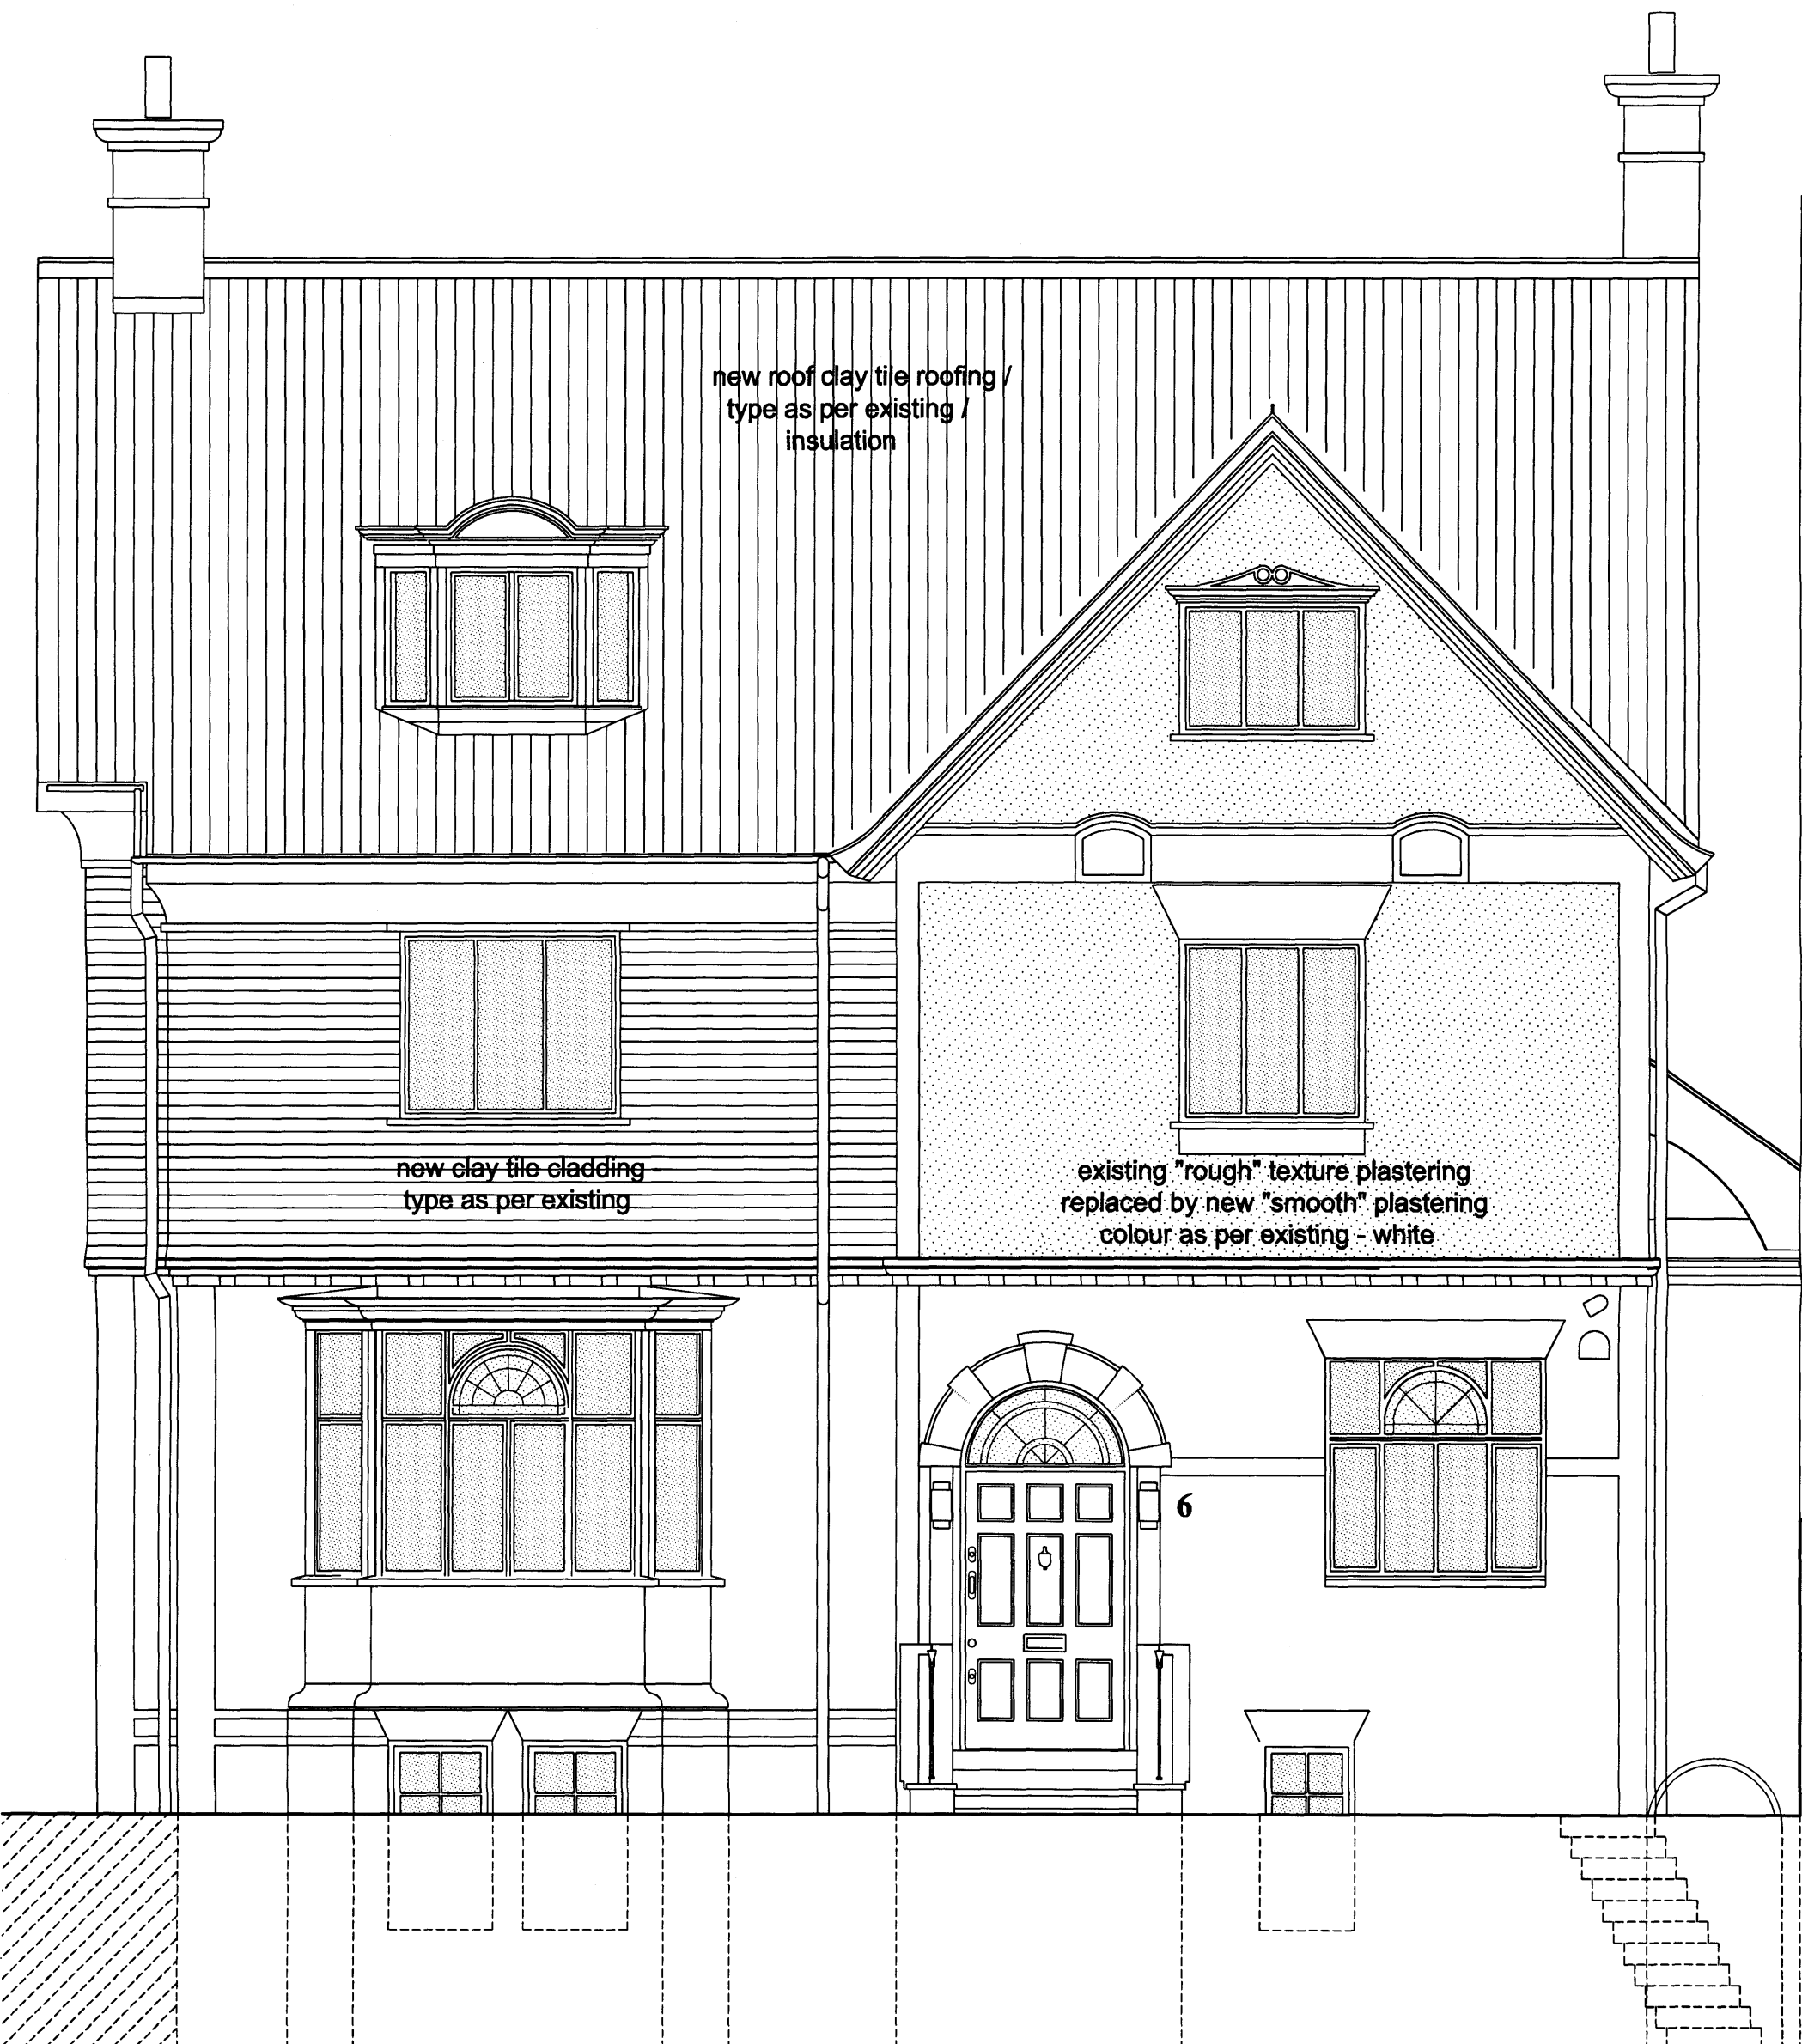 new roof clay tile roofing /
type as per existing /
insulation
new clay tile cladding -
type as per existing
existing "rough" texture plastering
replaced by new "smooth" plastering
colour as per existing - white
6